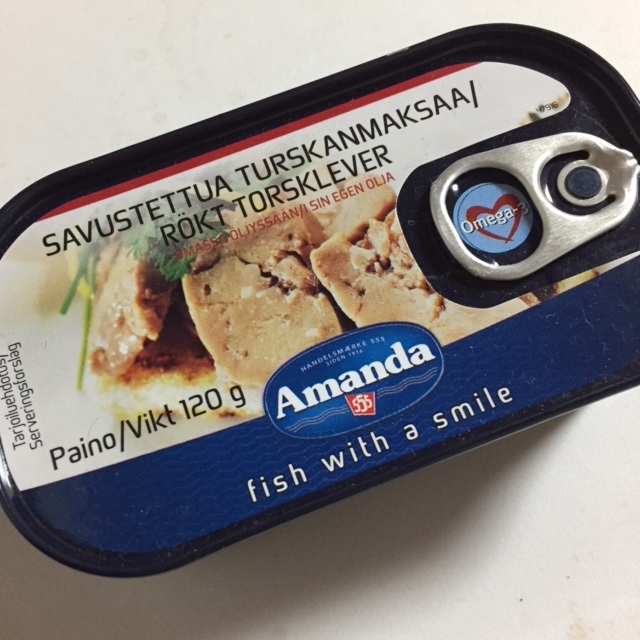 SAVUSTETTUA TURSKANMAKSAA/
RÖKT TORSKLEVER
OMASSA ÖLJYSSÄÄN/I SIN EGEN OLJA
Omega-3
HANDELSMÆRKE 555
SIDEN 1916
Amanda
555
fish with a smile
Paino/Vikt 120 g
Tarjoiluehdotus/
Serveringsförslag